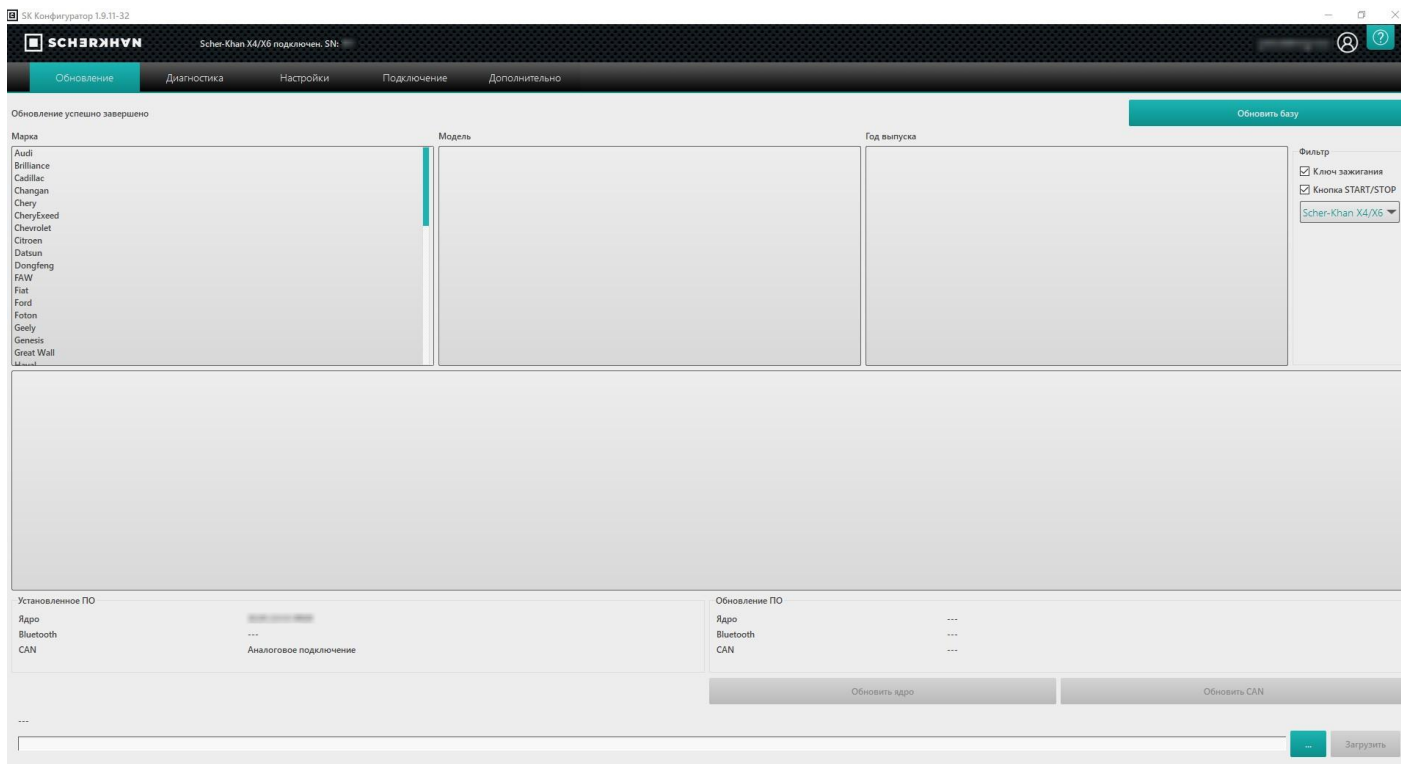 SK Конфигуратор 1.9.11-32
SCHERKHAN
Scher-Khan X4/X6 подключен. SN:
Обновление Диагностика Настройки Подключение Дополнительно
Обновление успешно завершено
Обновить базу
Марка Модель Год выпуска
Audi
Brilliance
Cadillac
Changan
Chery
CheryExeed
Chevrolet
Citroen
Datsun
Dongfeng
FAW
Fiat
Ford
Foton
Geely
Genesis
Great Wall
Haval
Фильтр
Ключ зажигания
Кнопка START/STOP
Scher-Khan X4/X6
Установленное ПО
Ядро
Bluetooth ---
CAN Аналоговое подключение
Обновление ПО
Ядро ---
Bluetooth ---
CAN ---
Обновить ядро Обновить CAN
---
... Загрузить